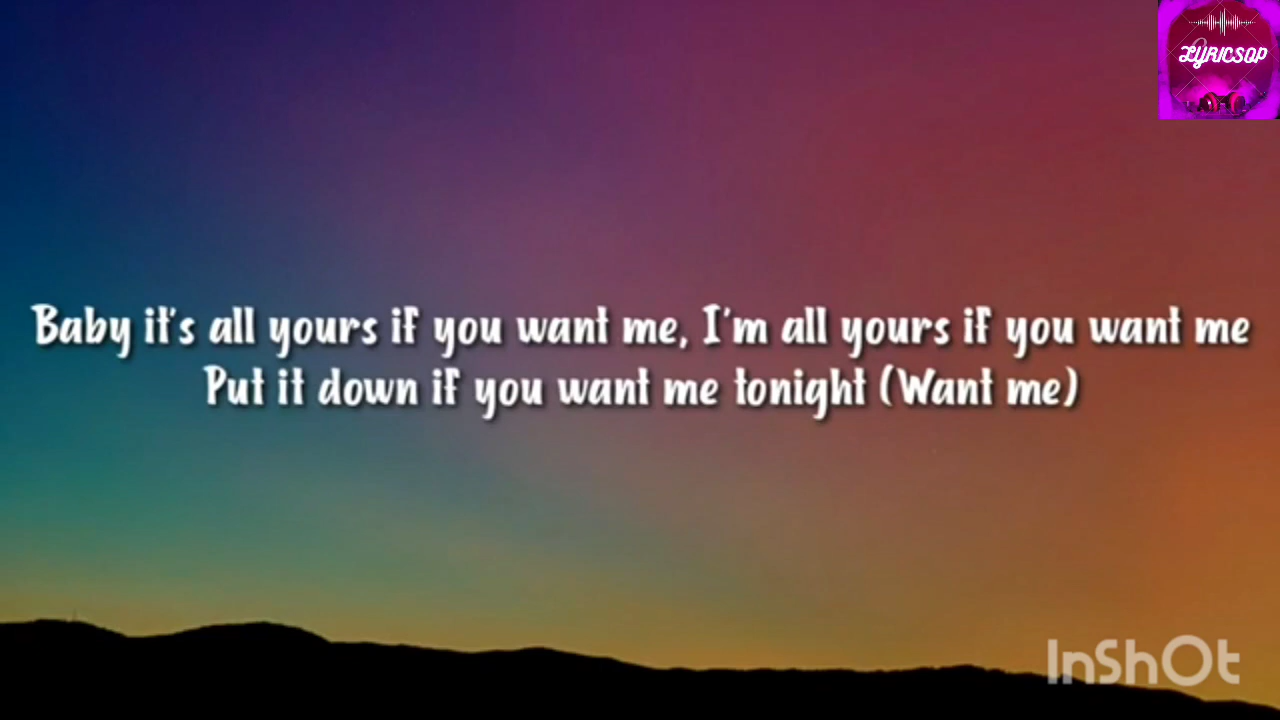 LYRICSOP
Baby it's all yours if you want me, I'm all yours if you want me
Put it down if you want me tonight (Want me)
InShOt